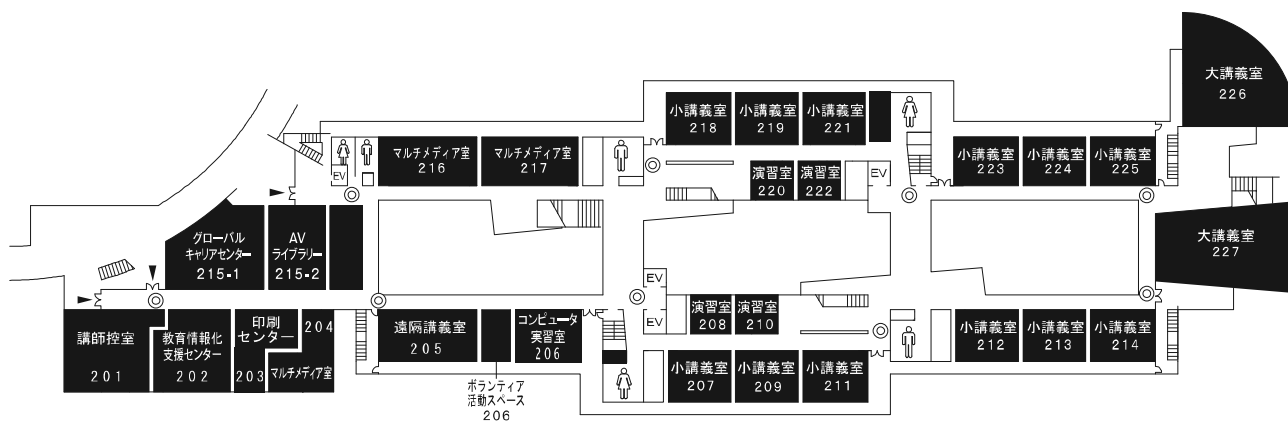 大講義室
226
小講義室
218
小講義室
219
小講義室
221
マルチメディア室
216
マルチメディア室
217
EV
演習室
220
演習室
222
EV
小講義室
223
小講義室
224
小講義室
225
グローバル
キャリアセンター
215-1
AV
ライブラリー
215-2
大講義室
227
EV
EV
演習室
208
演習室
210
講師控室
201
教育情報化
支援センター
202
印刷
センター
203
204
マルチメディア室
遠隔講義室
205
コンピュータ
実習室
206
ボランティア
活動スペース
206
小講義室
207
小講義室
209
小講義室
211
小講義室
212
小講義室
213
小講義室
214